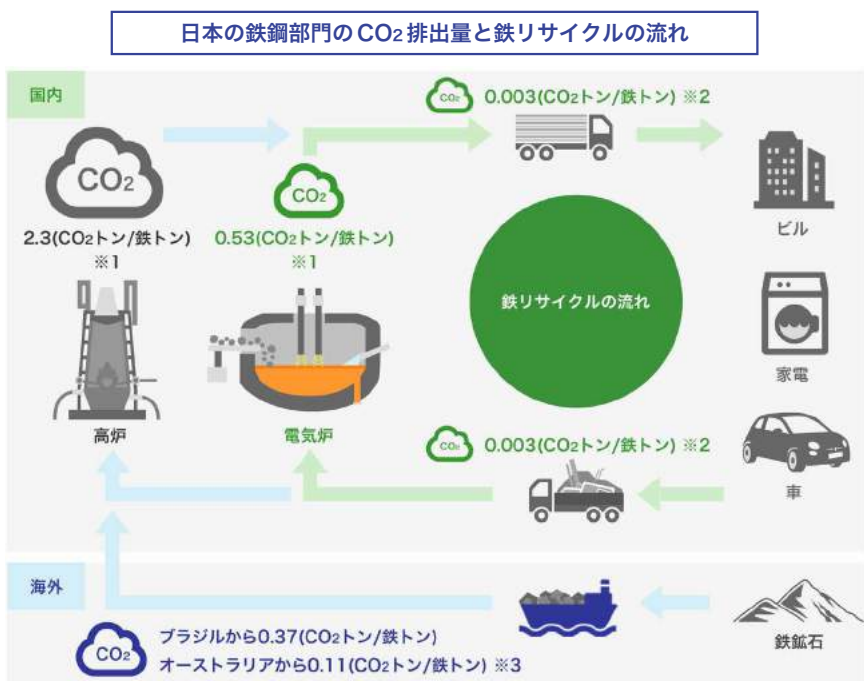 日本の鉄鋼部門のCO₂排出量と鉄リサイクルの流れ
国内
CO₂
0.003(CO₂トン/鉄トン) ※2
CO₂
2.3(CO₂トン/鉄トン)
※1
CO₂
0.53(CO₂トン/鉄トン)
※1
ビル
鉄リサイクルの流れ
家電
高炉
電気炉
CO₂
0.003(CO₂トン/鉄トン) ※2
車
海外
CO₂
ブラジルから0.37(CO₂トン/鉄トン)
オーストラリアから0.11(CO₂トン/鉄トン) ※3
鉄鉱石